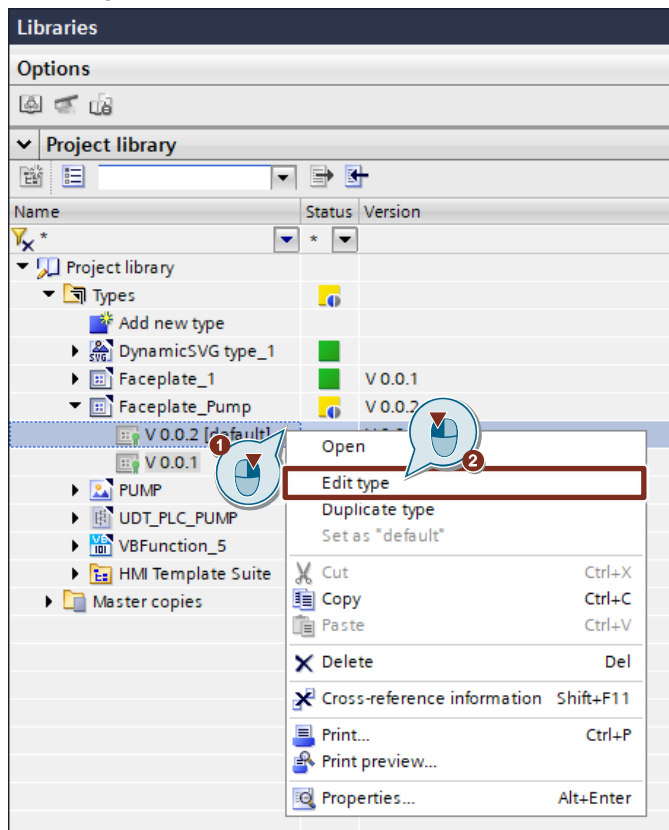 Libraries
Options
Project library
Name Status Version
* *
Project library
Types
Add new type
SVG DynamicSVG type_1
Faceplate_1 V 0.0.1
Faceplate_Pump V 0.0.2
V 0.0.2 [default]
1
Open
2
V 0.0.1
Edit type
PUMP
Duplicate type
UDT_PLC_PUMP
Set as "default"
VB 101 VBFunction_5
HMI Template Suite
Cut Ctrl+X
Master copies
Copy Ctrl+C
Paste Ctrl+V
Delete Del
Cross-reference information Shift+F11
Print... Ctrl+P
Print preview...
Properties... Alt+Enter